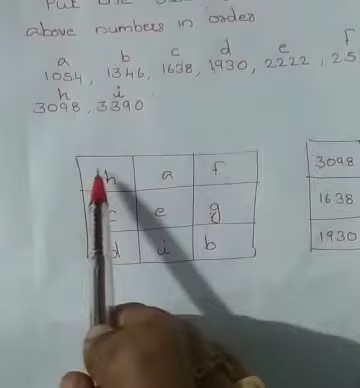 above numbers in order
a b c d e f
1054, 1346, 1638, 1930, 2222, 25
h i
3098, 3390
h a f 3098
c e g 1638
d i b 1930